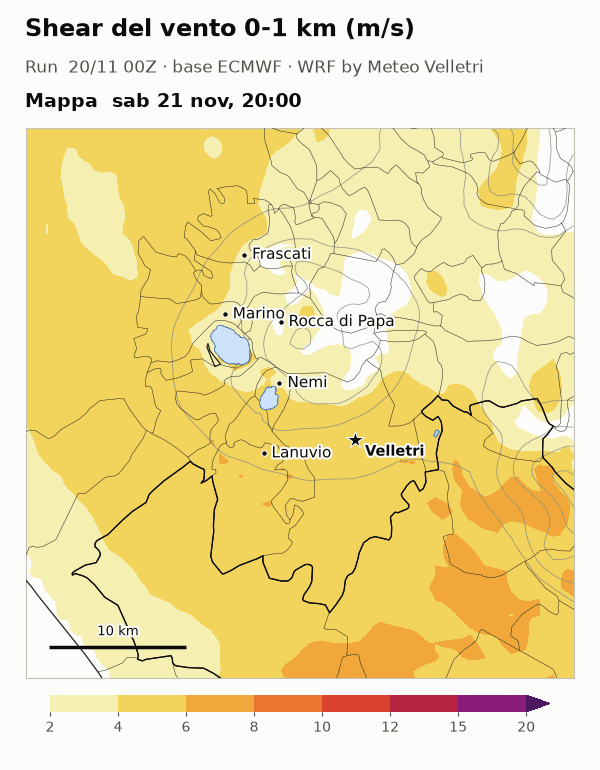 Shear del vento 0-1 km (m/s)
Run  20/11 00Z · base ECMWF · WRF by Meteo Velletri
Mappa  sab 21 nov, 20:00
Frascati
Marino
Rocca di Papa
Nemi
Velletri
Lanuvio
10 km
2 4 6 8 10 12 15 20